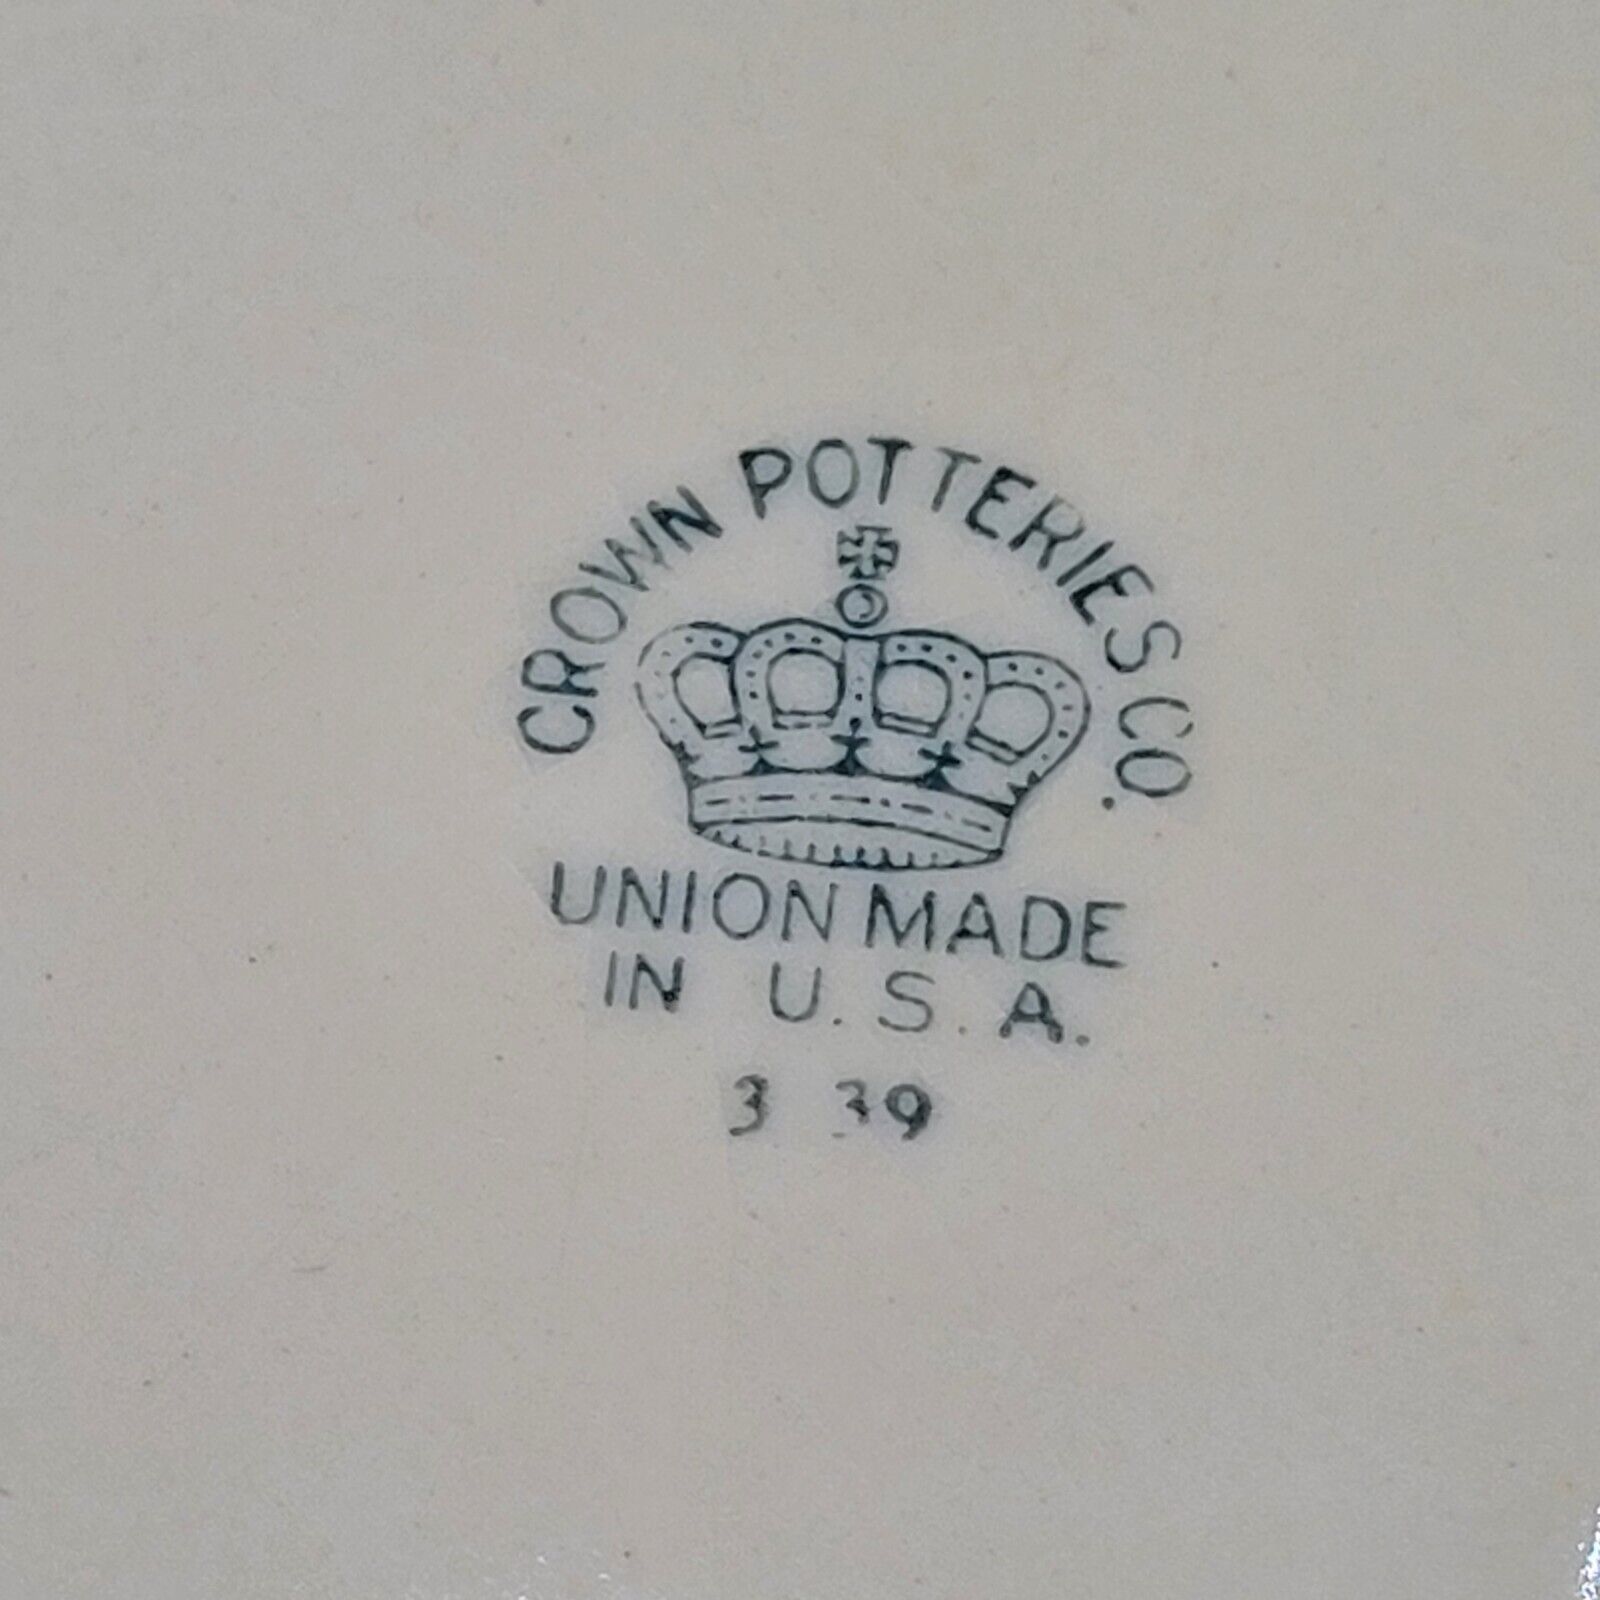 CROWN POTTERIES CO.
UNION MADE
IN U.S.A.
3 39